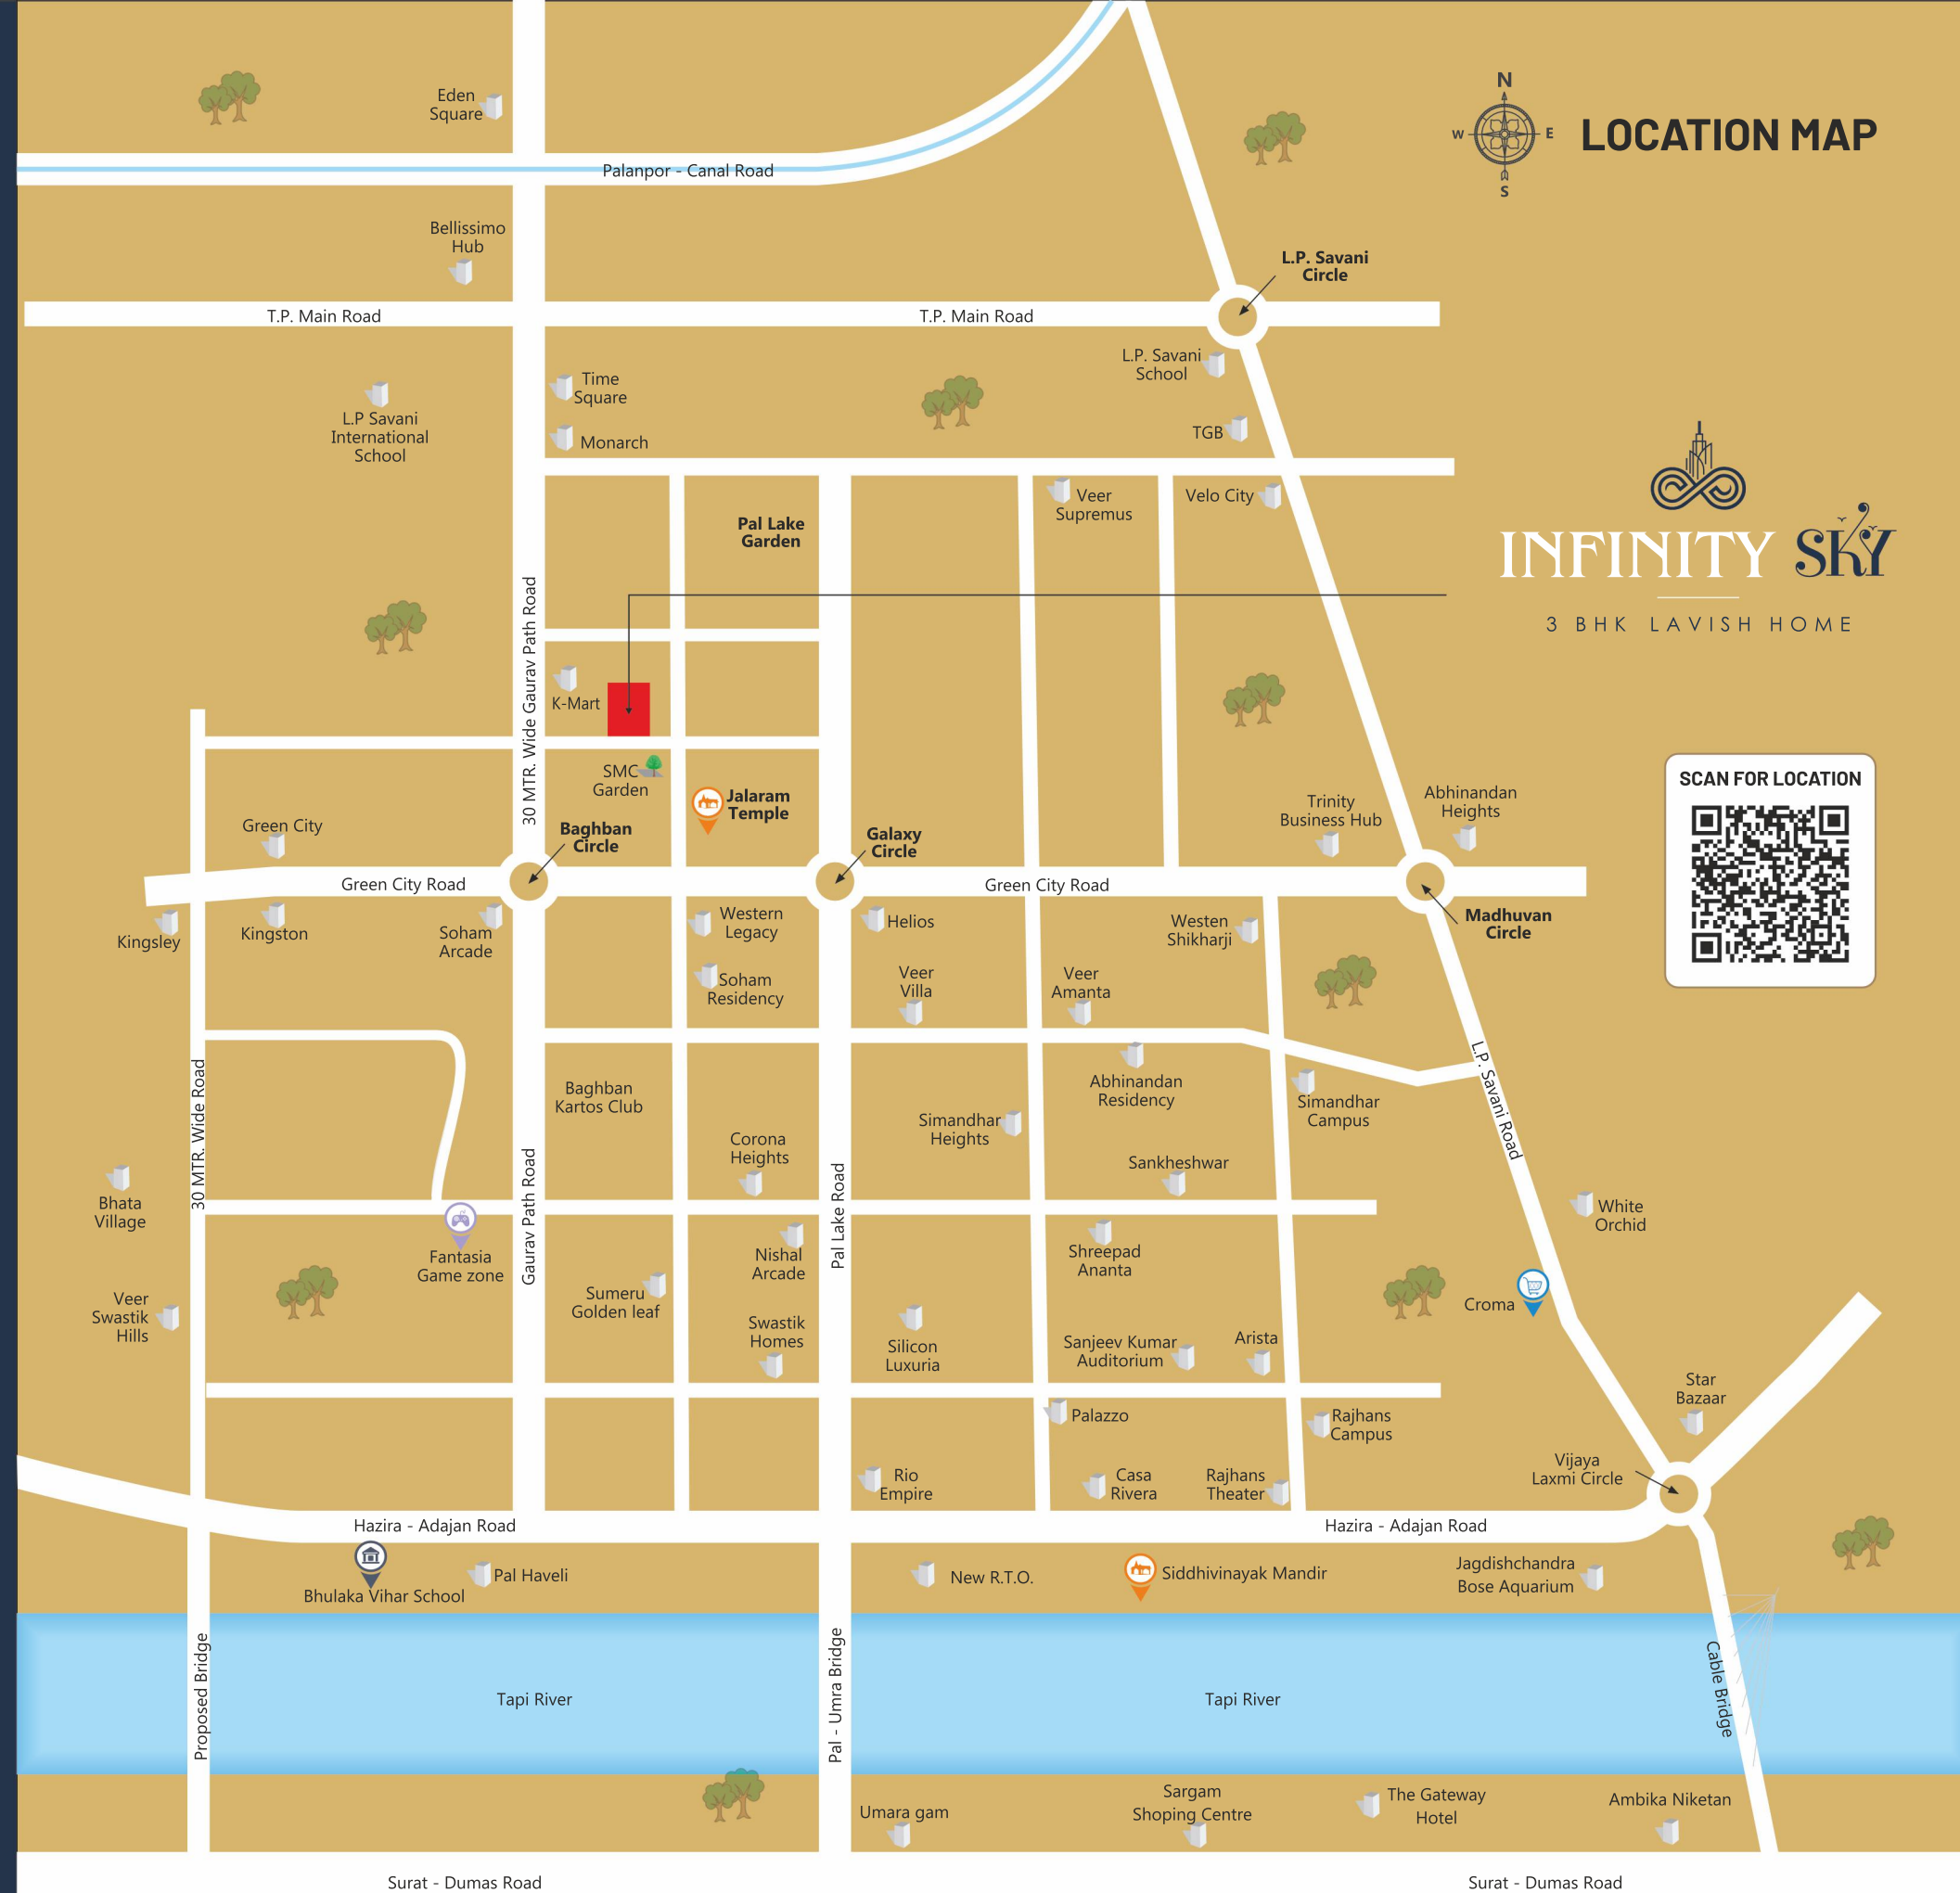 N
W
E
S
LOCATION MAP
Eden
Square
Palanpor - Canal Road
Bellissimo
Hub
L.P. Savani
Circle
T.P. Main Road
T.P. Main Road
L.P. Savani
School
Time
Square
L.P Savani
International
School
Monarch
TGB
Veer
Supremus
Velo City
Pal Lake
Garden
INFINITY SKY
3 BHK LAVISH HOME
30 MTR. Wide Gaurav Path Road
K-Mart
SMC
Garden
Jalaram
Temple
SCAN FOR LOCATION
Trinity
Business Hub
Abhinandan
Heights
Green City
Baghban
Circle
Galaxy
Circle
Green City Road
Green City Road
Madhuvan
Circle
Kingsley
Kingston
Soham
Arcade
Western
Legacy
Helios
Westen
Shikharji
Soham
Residency
Veer
Villa
Veer
Amanta
30 MTR. Wide Road
Baghban
Kartos Club
Abhinandan
Residency
Simandhar
Campus
L.P. Savani Road
Simandhar
Heights
Corona
Heights
Sankheshwar
Gaurav Path Road
Pal Lake Road
Bhata
Village
White
Orchid
Fantasia
Game zone
Nishal
Arcade
Shreepad
Ananta
Sumeru
Golden leaf
Croma
Veer
Swastik
Hills
Swastik
Homes
Silicon
Luxuria
Sanjeev Kumar
Auditorium
Arista
Star
Bazaar
Palazzo
Rajhans
Campus
Vijaya
Laxmi Circle
Rio
Empire
Casa
Rivera
Rajhans
Theater
Hazira - Adajan Road
Hazira - Adajan Road
Bhulaka Vihar School
Pal Haveli
New R.T.O.
Siddhivinayak Mandir
Jagdishchandra
Bose Aquarium
Proposed Bridge
Tapi River
Pal - Umra Bridge
Tapi River
Cable Bridge
Umara gam
Sargam
Shoping Centre
The Gateway
Hotel
Ambika Niketan
Surat - Dumas Road
Surat - Dumas Road